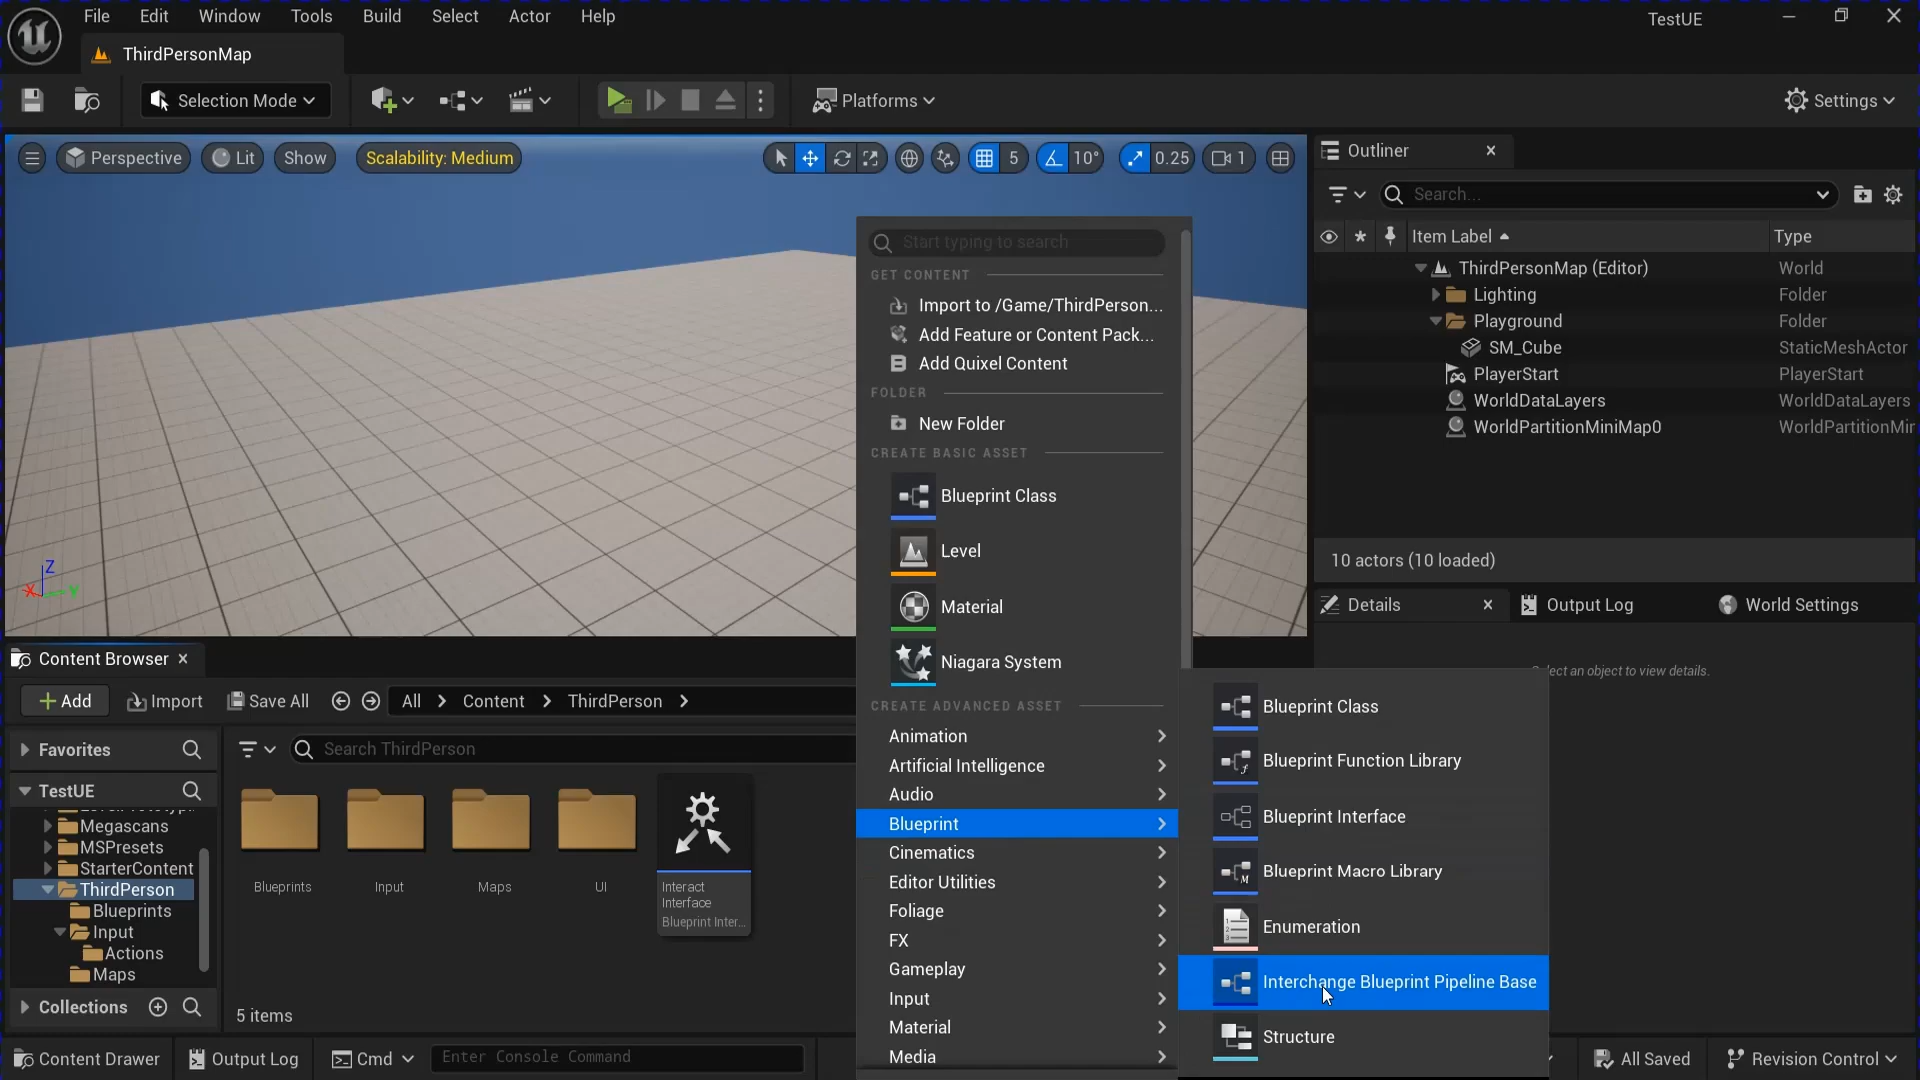 File Edit Window Tools Build Select Actor Help
TestUE
ThirdPersonMap
Selection Mode
Platforms
Settings
Perspective
Lit
Show
Scalability: Medium
5
10°
0.25
1
Outliner
Search...
Item Label
Type
ThirdPersonMap (Editor) World
Lighting Folder
Playground Folder
SM_Cube StaticMeshActor
PlayerStart PlayerStart
WorldDataLayers WorldDataLayers
WorldPartitionMiniMap0 WorldPartitionMir
10 actors (10 loaded)
Details
Output Log
World Settings
elect an object to view details.
Start typing to search
GET CONTENT
Import to /Game/ThirdPerson...
Add Feature or Content Pack...
Add Quixel Content
FOLDER
New Folder
CREATE BASIC ASSET
Blueprint Class
Level
Material
Niagara System
CREATE ADVANCED ASSET
Animation
Artificial Intelligence
Audio
Blueprint
Cinematics
Editor Utilities
Foliage
FX
Gameplay
Input
Material
Media
Blueprint Class
Blueprint Function Library
Blueprint Interface
Blueprint Macro Library
Enumeration
Interchange Blueprint Pipeline Base
Structure
Z
X
Y
Content Browser
Add
Import
Save All
All
Content
ThirdPerson
Favorites
Search ThirdPerson
TestUE
Megascans
MSPresets
StarterContent
ThirdPerson
Blueprints
Input
Actions
Maps
Collections
Blueprints
Input
Maps
UI
Interact
Interface
Blueprint Inter...
5 items
Content Drawer
Output Log
Cmd
Enter Console Command
All Saved
Revision Control